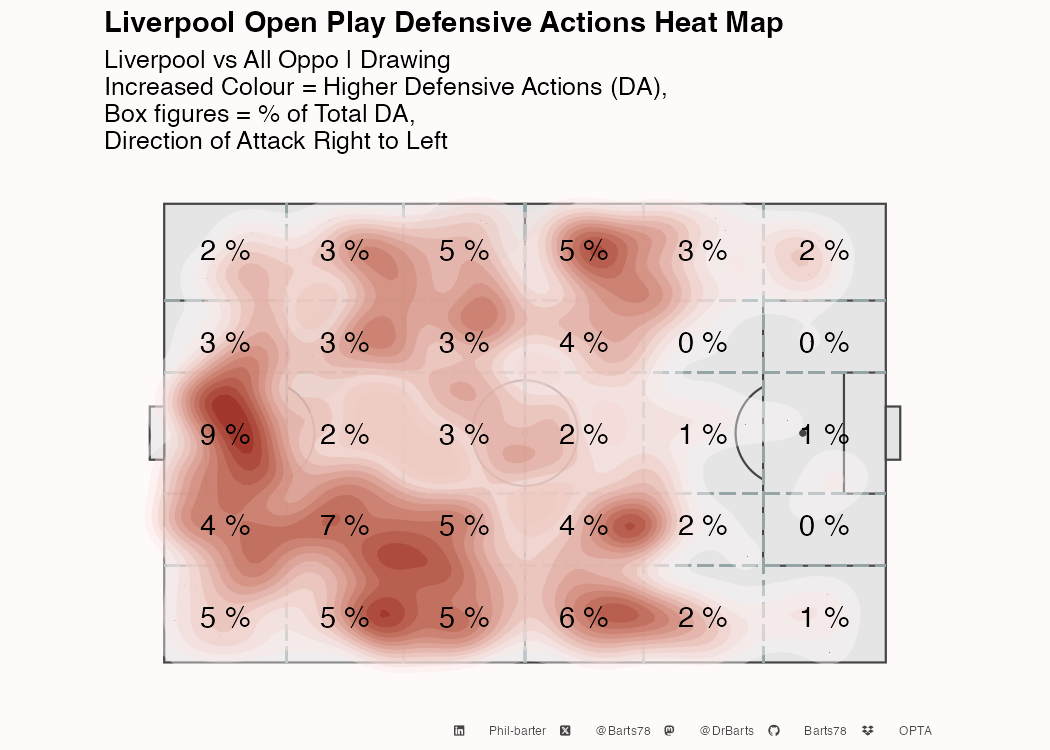 Liverpool Open Play Defensive Actions Heat Map
Liverpool vs All Oppo | Drawing
Increased Colour = Higher Defensive Actions (DA),
Box figures = % of Total DA,
Direction of Attack Right to Left
2 % 3 % 5 % 5 % 3 % 2 %
3 % 3 % 3 % 4 % 0 % 0 %
9 % 2 % 3 % 2 % 1 % 1 %
4 % 7 % 5 % 4 % 2 % 0 %
5 % 5 % 5 % 6 % 2 % 1 %
Phil-barter @Barts78 @DrBarts Barts78 OPTA